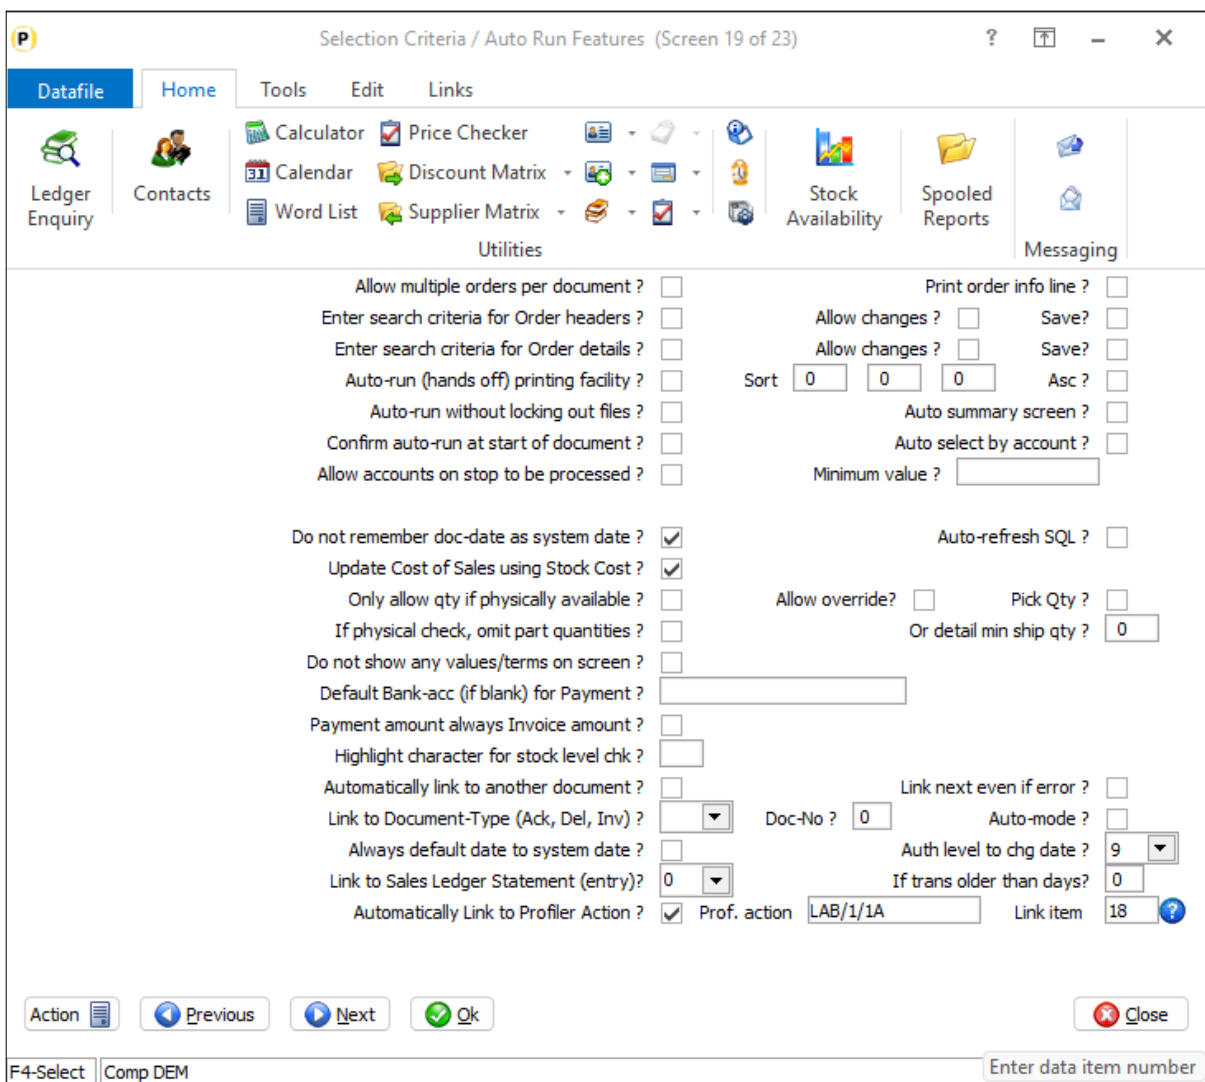 P
Selection Criteria / Auto Run Features (Screen 19 of 23) ?
Datafile Home Tools Edit Links
Calculator Price Checker
31 Calendar Discount Matrix
Word List Supplier Matrix
Ledger Enquiry
Contacts
Stock Availability
Spooled Reports
Utilities Messaging
Allow multiple orders per document ? Print order info line ?
Enter search criteria for Order headers ? Allow changes ? Save?
Enter search criteria for Order details ? Allow changes ? Save?
Auto-run (hands off) printing facility ? Sort 0 0 0 Asc ?
Auto-run without locking out files ? Auto summary screen ?
Confirm auto-run at start of document ? Auto select by account ?
Allow accounts on stop to be processed ? Minimum value ?
Do not remember doc-date as system date ? Auto-refresh SQL ?
Update Cost of Sales using Stock Cost ?
Only allow qty if physically available ? Allow override? Pick Qty ?
If physical check, omit part quantities ? Or detail min ship qty ? 0
Do not show any values/terms on screen ?
Default Bank-acc (if blank) for Payment ?
Payment amount always Invoice amount ?
Highlight character for stock level chk ?
Automatically link to another document ? Link next even if error ?
Link to Document-Type (Ack, Del, Inv) ? Doc-No ? 0 Auto-mode ?
Always default date to system date ? Auth level to chg date ? 9
Link to Sales Ledger Statement (entry)? 0 If trans older than days? 0
Automatically Link to Profiler Action ? Prof. action LAB/1/1A Link item 18 ?
Action Previous Next Ok Close
F4-Select Comp DEM Enter data item number